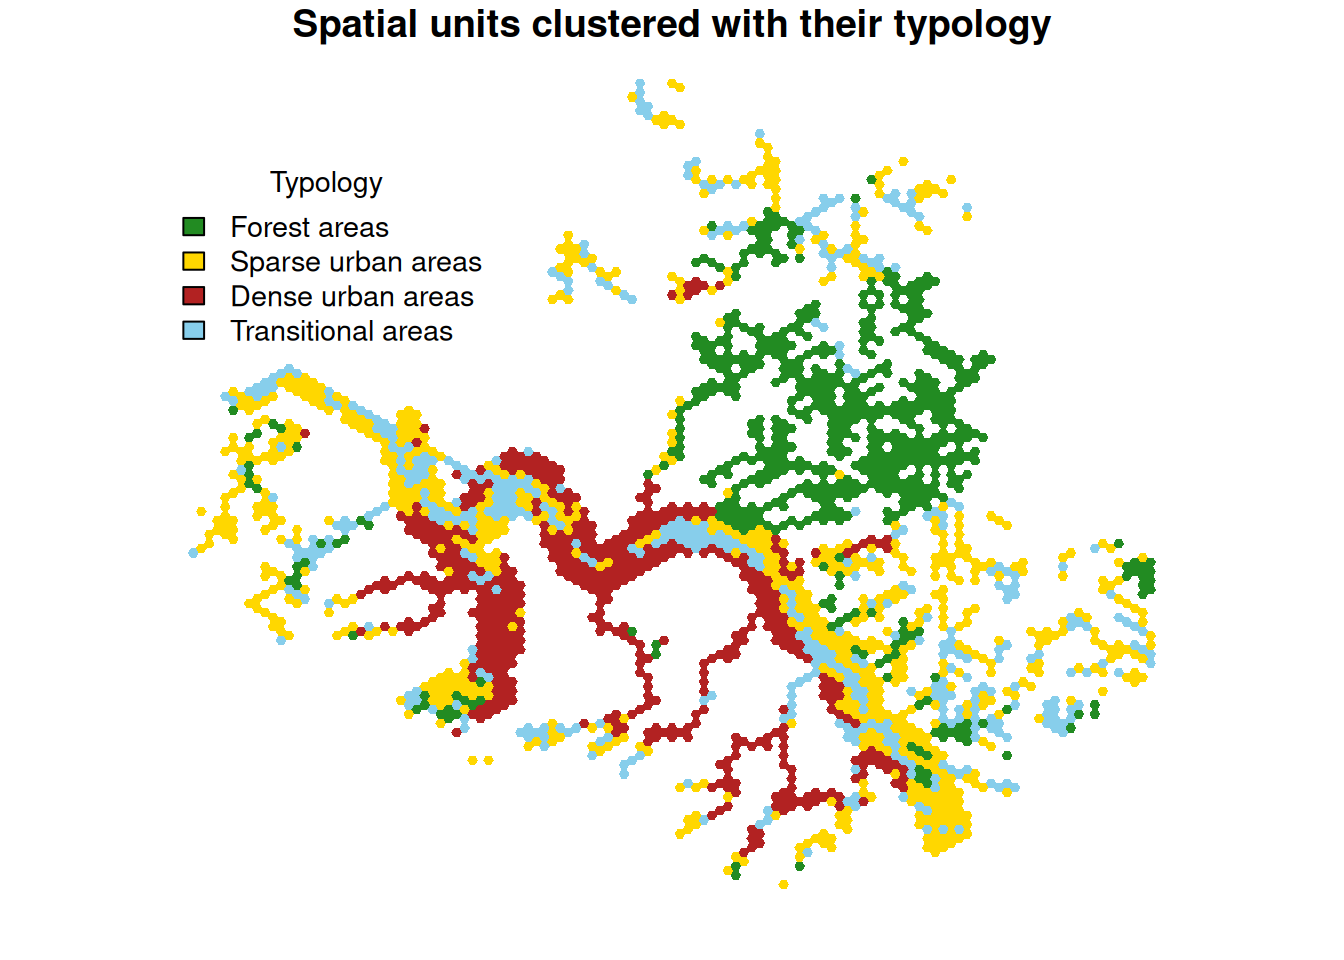 Spatial units clustered with their typology
Typology
Forest areas
Sparse urban areas
Dense urban areas
Transitional areas